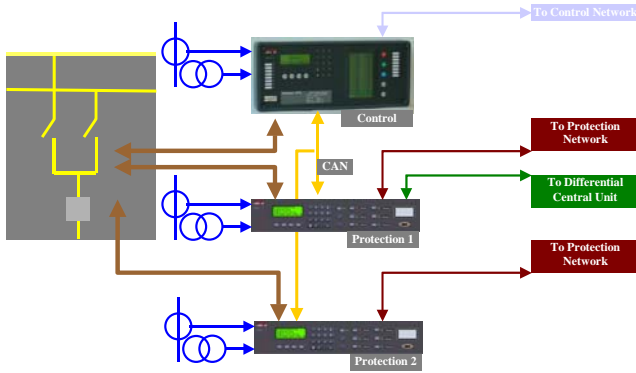 To Control Network
Control
To Protection
Network
CAN
To Differential
Central Unit
Protection 1
To Protection
Network
Protection 2